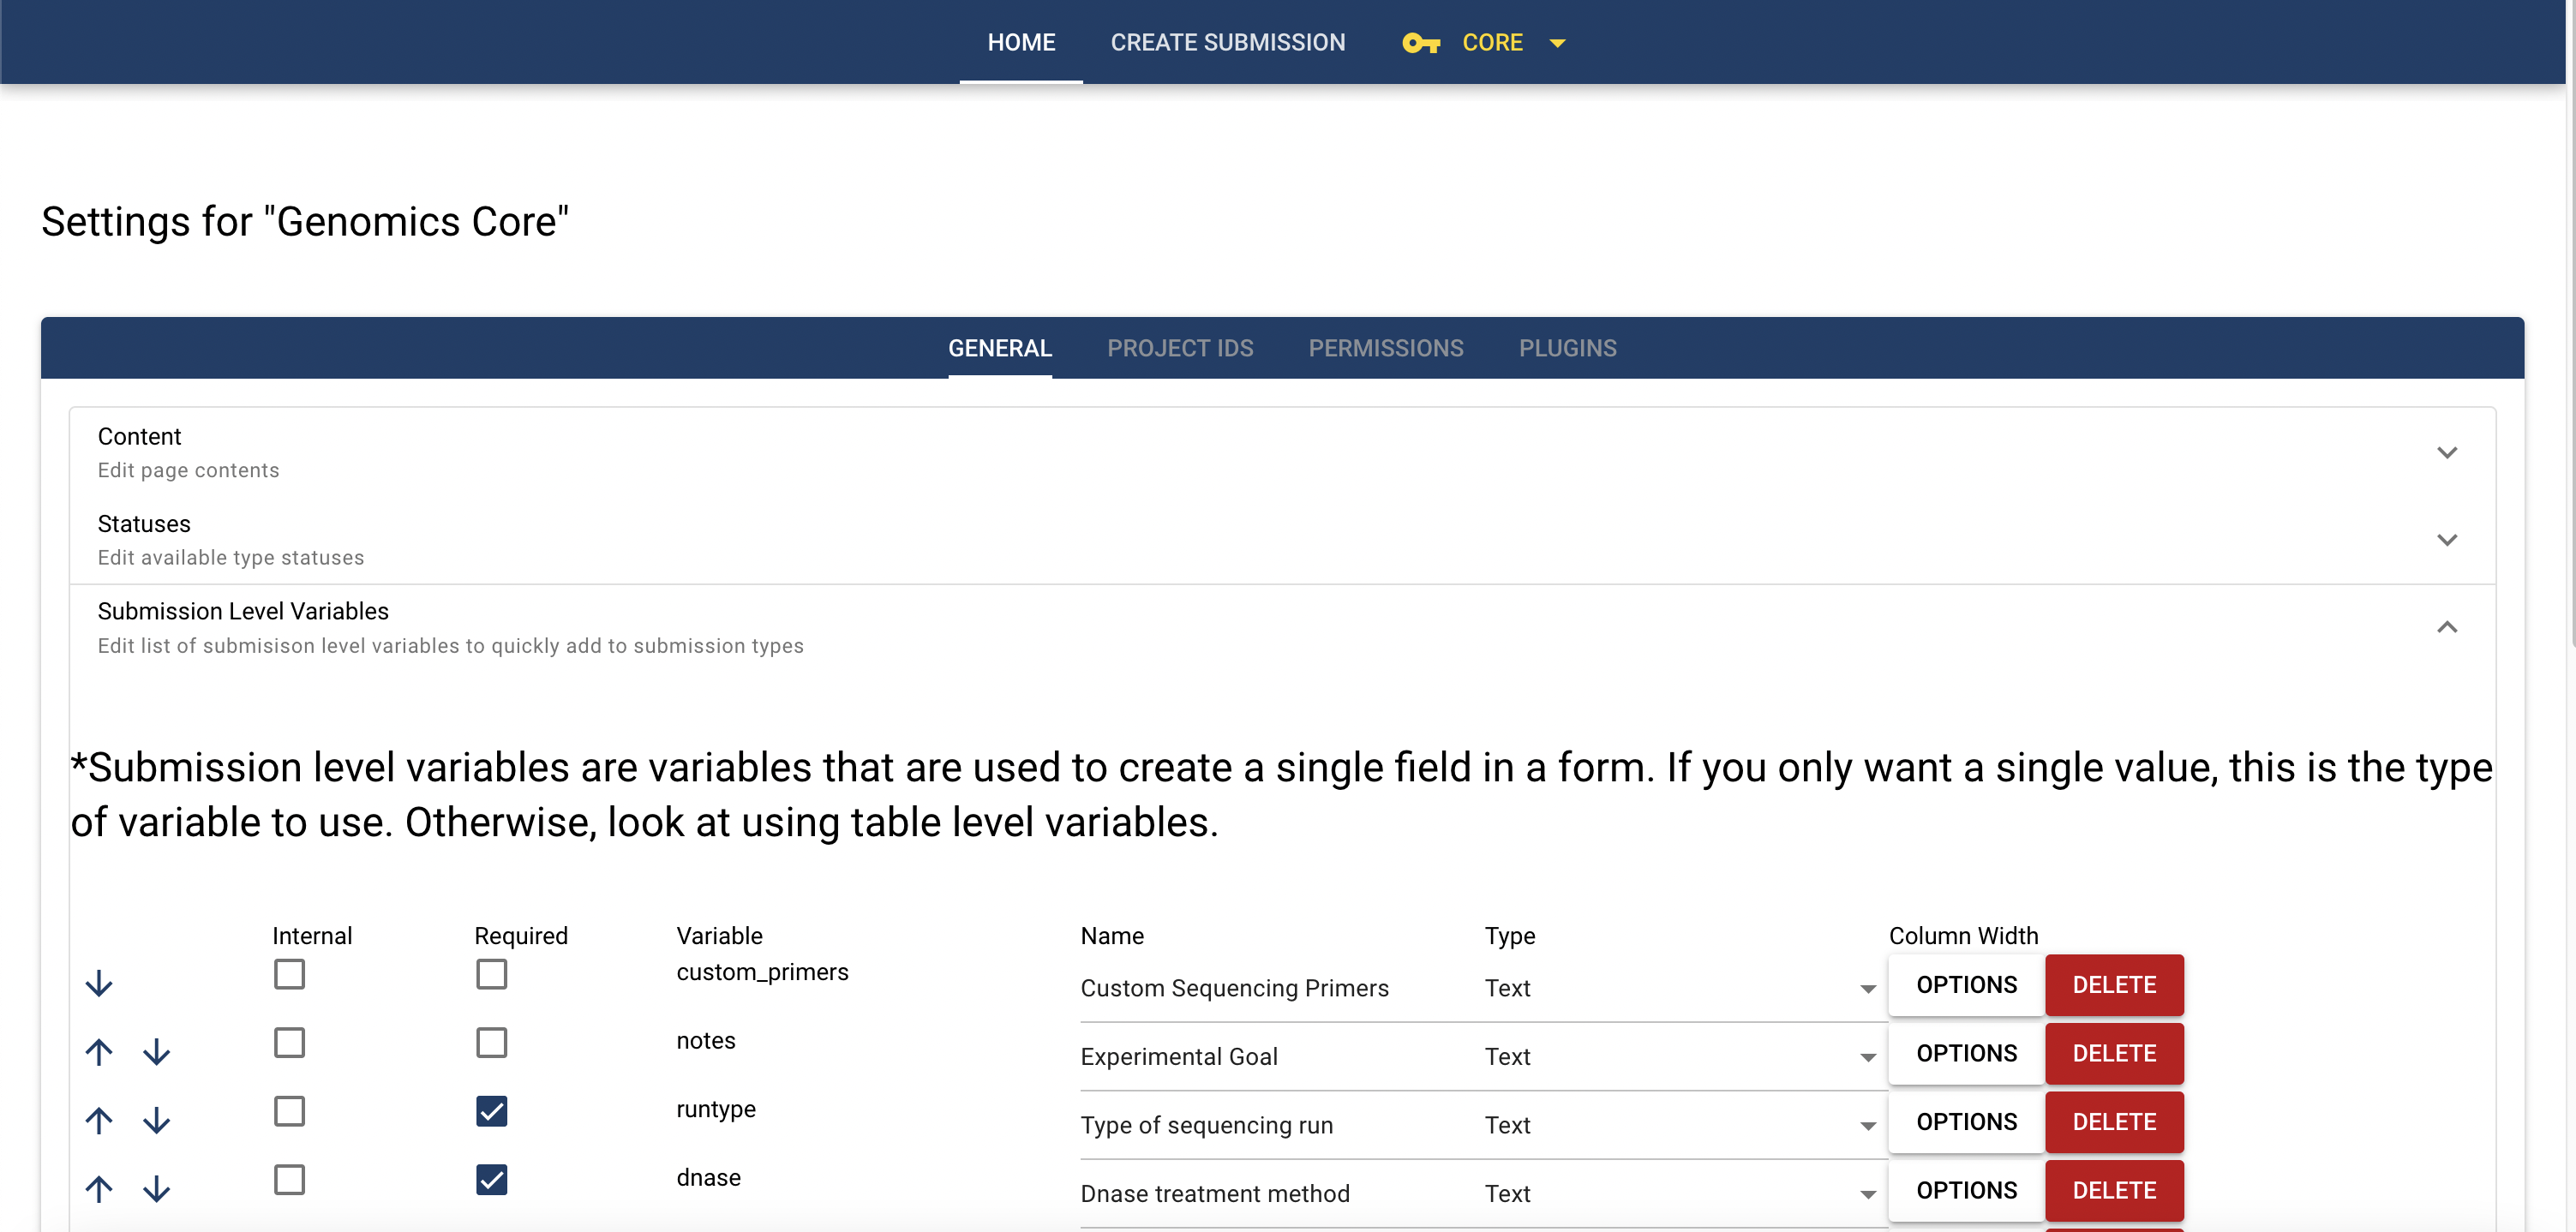 HOME CREATE SUBMISSION CORE
Settings for "Genomics Core"
GENERAL PROJECT IDS PERMISSIONS PLUGINS
Content
Edit page contents
Statuses
Edit available type statuses
Submission Level Variables
Edit list of submisison level variables to quickly add to submission types
*Submission level variables are variables that are used to create a single field in a form. If you only want a single value, this is the type
of variable to use. Otherwise, look at using table level variables.
Internal Required Variable Name Type Column Width
custom_primers Custom Sequencing Primers Text OPTIONS DELETE
notes Experimental Goal Text OPTIONS DELETE
runtype Type of sequencing run Text OPTIONS DELETE
dnase Dnase treatment method Text OPTIONS DELETE